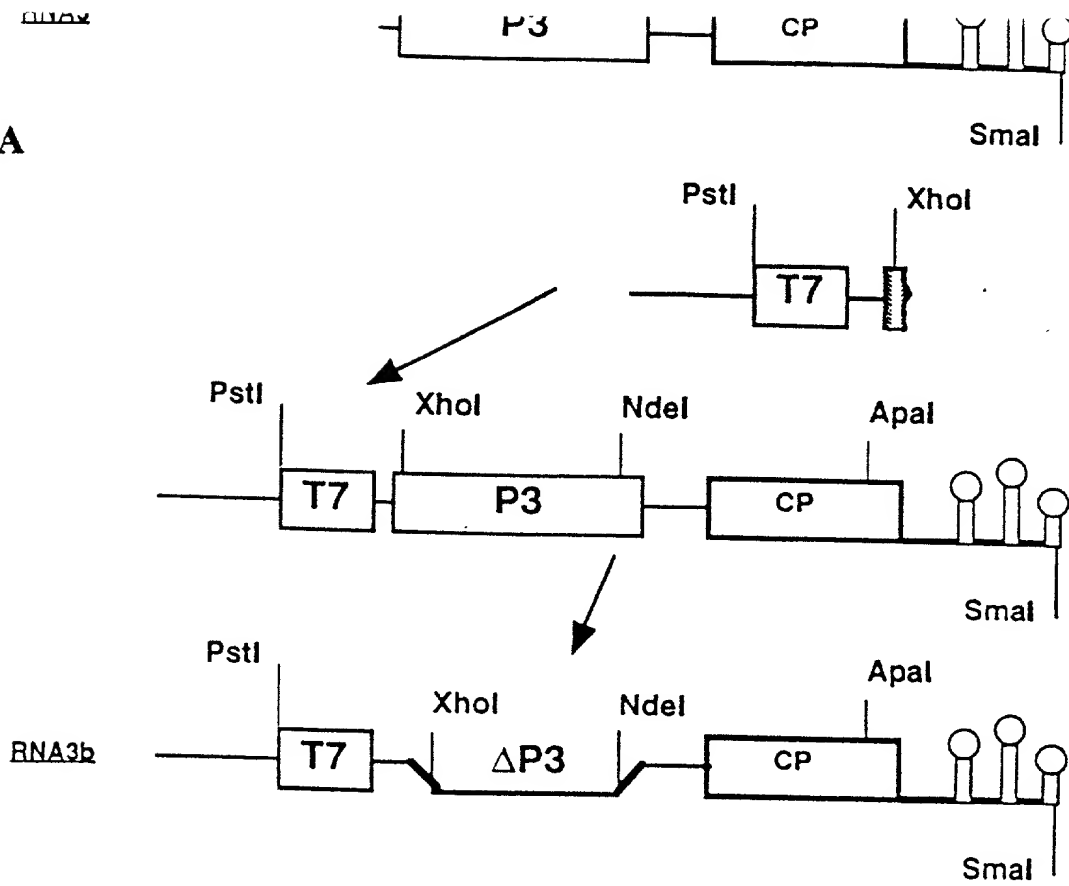 P3 CP
SmaI
A
PstI XhoI
T7
PstI XhoI NdeI ApaI
T7 P3 CP
SmaI
PstI ApaI
XhoI NdeI
RNA3b T7 ΔP3 CP
SmaI